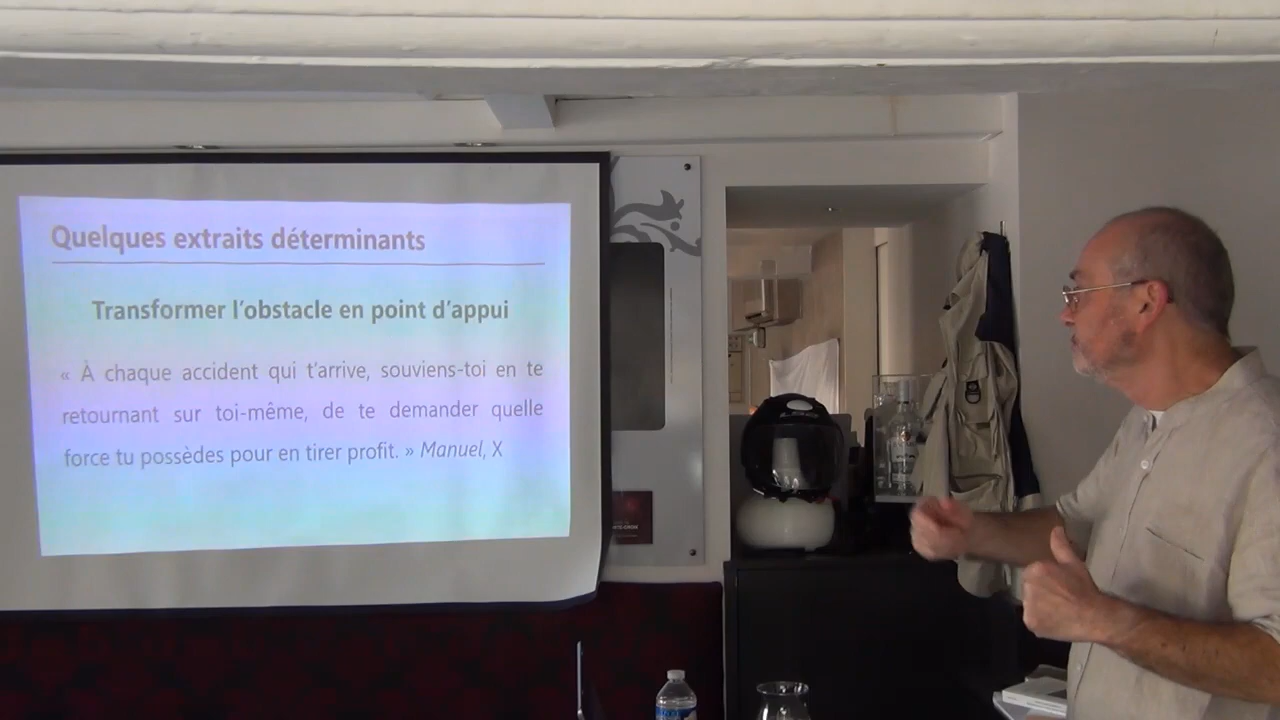 Quelques extraits déterminants
Transformer l'obstacle en point d'appui
« À chaque accident qui t'arrive, souviens-toi en te
retournant sur toi-même, de te demander quelle
force tu possèdes pour en tirer profit. » Manuel, X